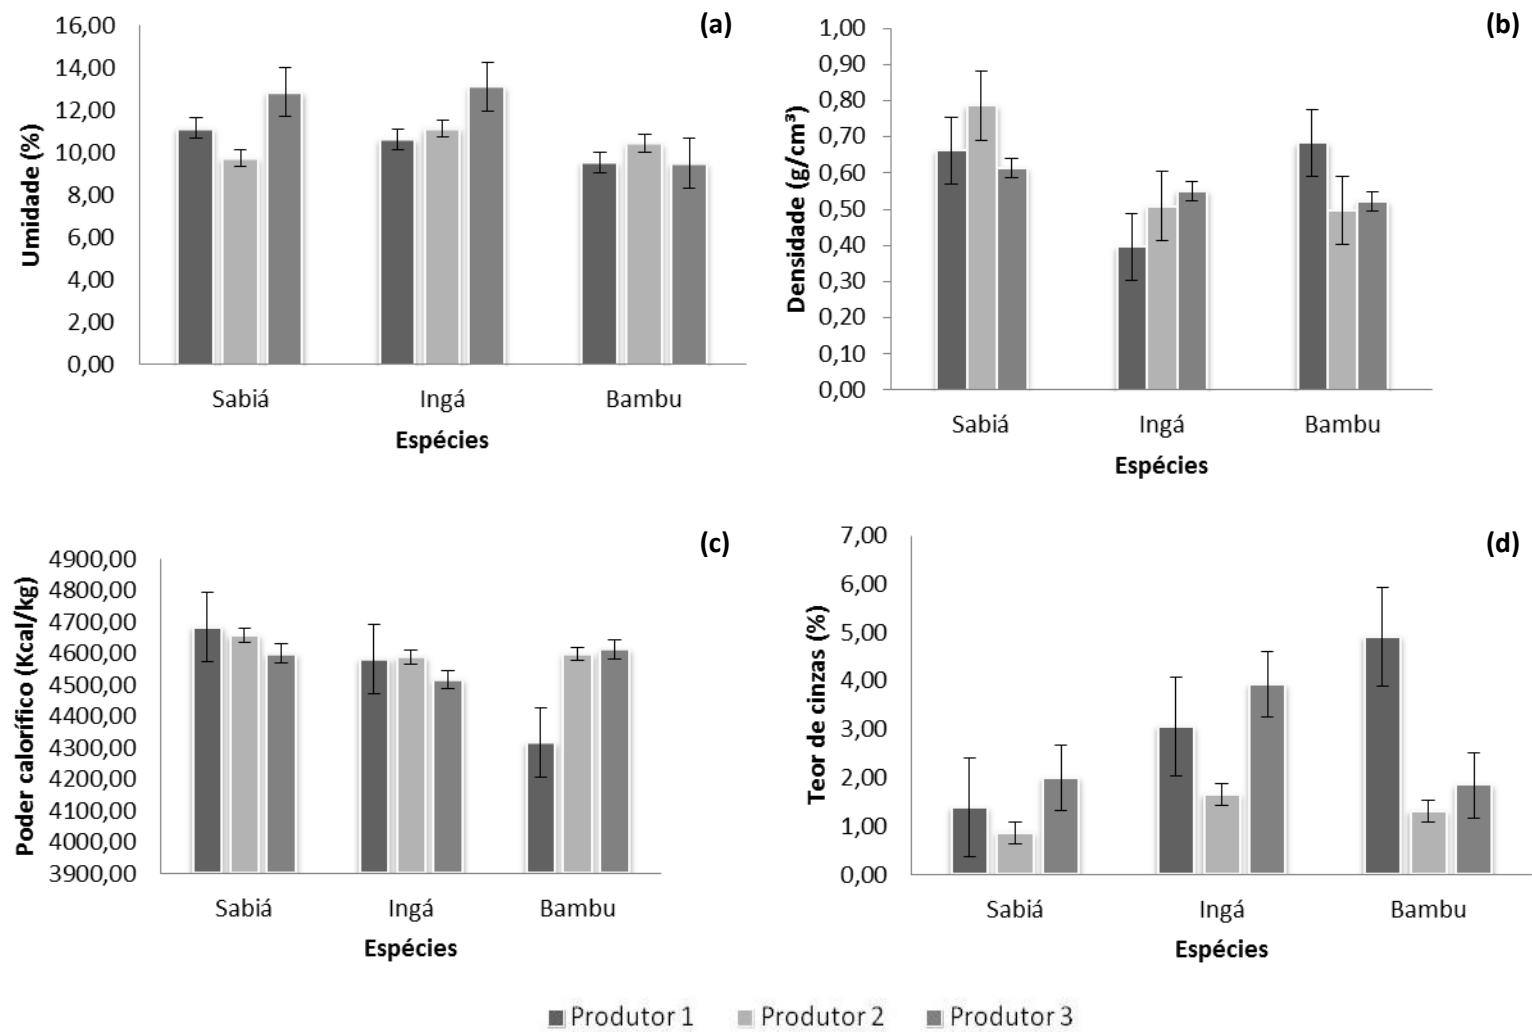 (a)
16,00
14,00
12,00
10,00
8,00
6,00
4,00
2,00
0,00
Umidade (%)
Sabiá Ingá Bambu
Espécies
(b)
1,00
0,90
0,80
0,70
0,60
0,50
0,40
0,30
0,20
0,10
0,00
Densidade (g/cm³)
Sabiá Ingá Bambu
Espécies
(c)
4900,00
4800,00
4700,00
4600,00
4500,00
4400,00
4300,00
4200,00
4100,00
4000,00
3900,00
Poder calorífico (Kcal/kg)
Sabiá Ingá Bambu
Espécies
(d)
7,00
6,00
5,00
4,00
3,00
2,00
1,00
0,00
Teor de cinzas (%)
Sabiá Ingá Bambu
Espécies
Produtor 1 Produtor 2 Produtor 3